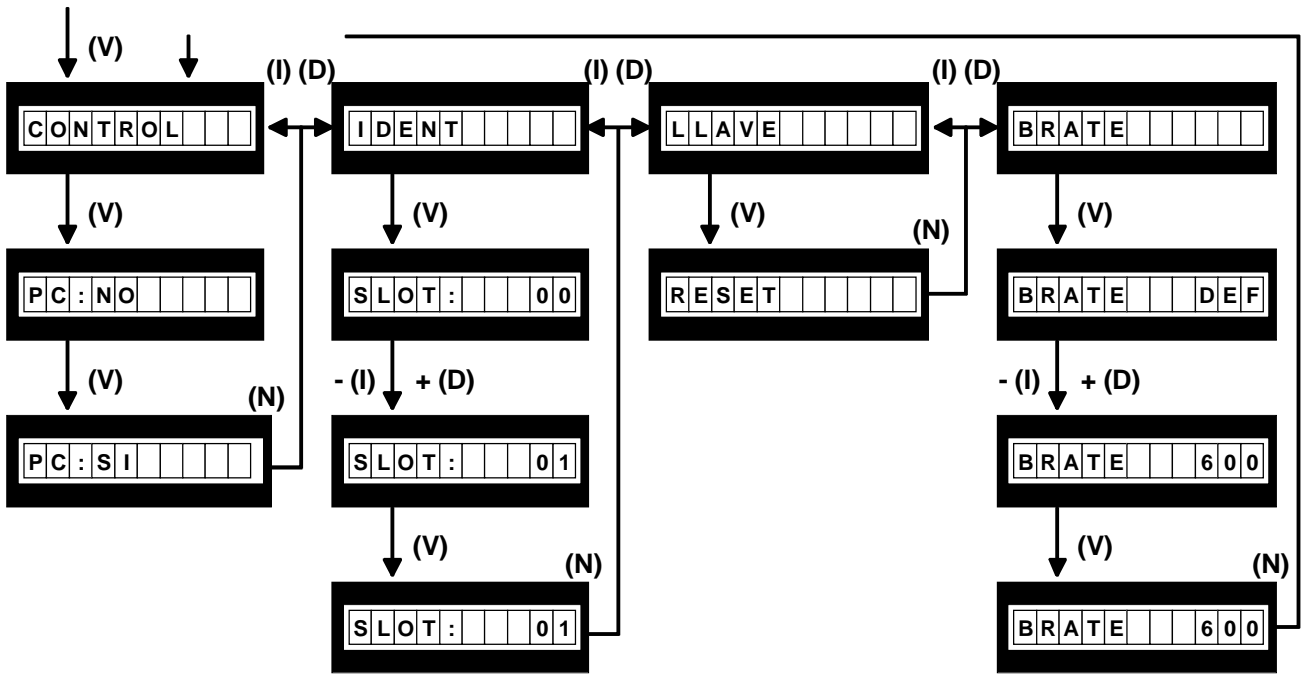 (V)
(I) (D) (I) (D) (I) (D)
CONTROL IDENT LLAVE BRATE
(V) (V) (V) (V)
(N)
PC:NO SLOT: 00 RESET BRATE DEF
(V) - (I) + (D) - (I) + (D)
(N)
PC:SI SLOT: 01 BRATE 600
(V) (V)
(N) (N)
SLOT: 01 BRATE 600